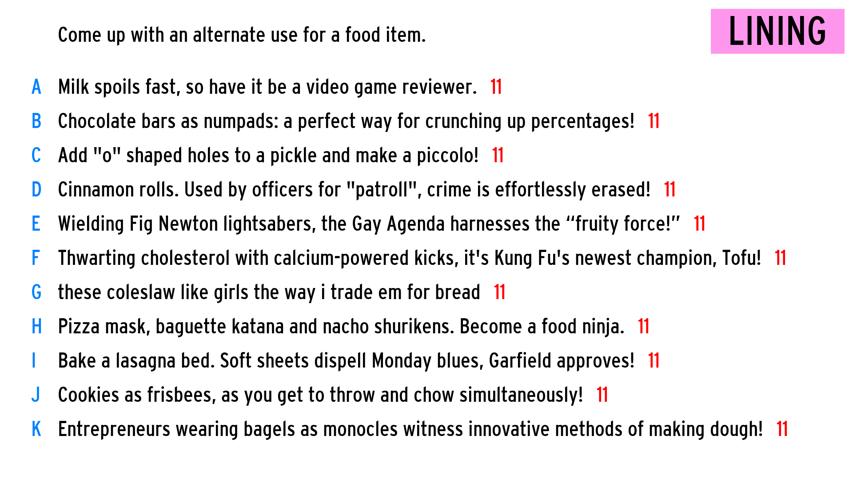 LINING
Come up with an alternate use for a food item.
A Milk spoils fast, so have it be a video game reviewer. 11
B Chocolate bars as numpads: a perfect way for crunching up percentages! 11
C Add "o" shaped holes to a pickle and make a piccolo! 11
D Cinnamon rolls. Used by officers for "patroll", crime is effortlessly erased! 11
E Wielding Fig Newton lightsabers, the Gay Agenda harnesses the “fruity force!” 11
F Thwarting cholesterol with calcium-powered kicks, it's Kung Fu's newest champion, Tofu! 11
G these coleslaw like girls the way i trade em for bread 11
H Pizza mask, baguette katana and nacho shurikens. Become a food ninja. 11
I Bake a lasagna bed. Soft sheets dispell Monday blues, Garfield approves! 11
J Cookies as frisbees, as you get to throw and chow simultaneously! 11
K Entrepreneurs wearing bagels as monocles witness innovative methods of making dough! 11